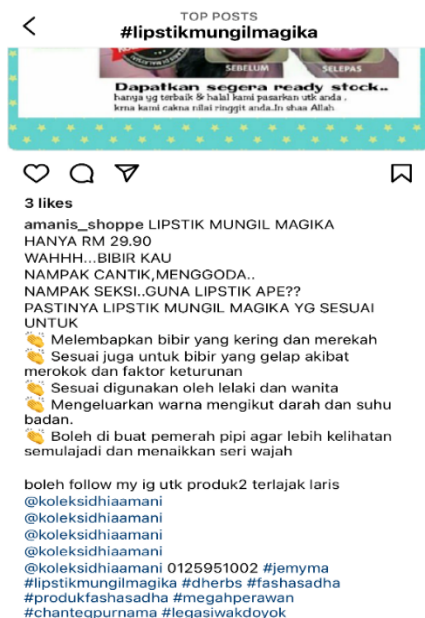 TOP POSTS
#lipstikmungilmagika
SEBELUM
SELEPAS
Dapatkan segera ready stock..
hanya yg terbaik & halal kami pasarkan utk anda .
krna kami cakna nilai ringgit anda.In shaa Allah
3 likes
amanis_shoppe LIPSTIK MUNGIL MAGIKA
HANYA RM 29.90
WAHHH...BIBIR KAU
NAMPAK CANTIK,MENGGODA..
NAMPAK SEKSI..GUNA LIPSTIK APE??
PASTINYA LIPSTIK MUNGIL MAGIKA YG SESUAI
UNTUK
👏 Melembapkan bibir yang kering dan merekah
👏 Sesuai juga untuk bibir yang gelap akibat
merokok dan faktor keturunan
👏 Sesuai digunakan oleh lelaki dan wanita
👏 Mengeluarkan warna mengikut darah dan suhu
badan.
👏 Boleh di buat pemerah pipi agar lebih kelihatan
semulajadi dan menaikkan seri wajah
boleh follow my ig utk produk2 terlajak laris
@koleksidhiaamani
@koleksidhiaamani
@koleksidhiaamani
@koleksidhiaamani
@koleksidhiaamani 0125951002 #jemyma
#lipstikmungilmagika #dherbs #fashasadha
#produkfashasadha #megahperawan
#chanteqpurnama #legasiwakdoyok